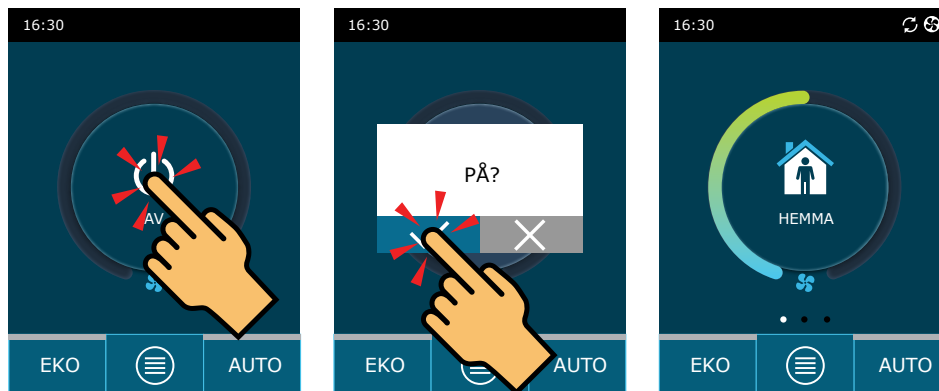 16:30
AV
EKO
AUTO
16:30
PÅ?
EKO
AUTO
16:30
HEMMA
EKO
AUTO